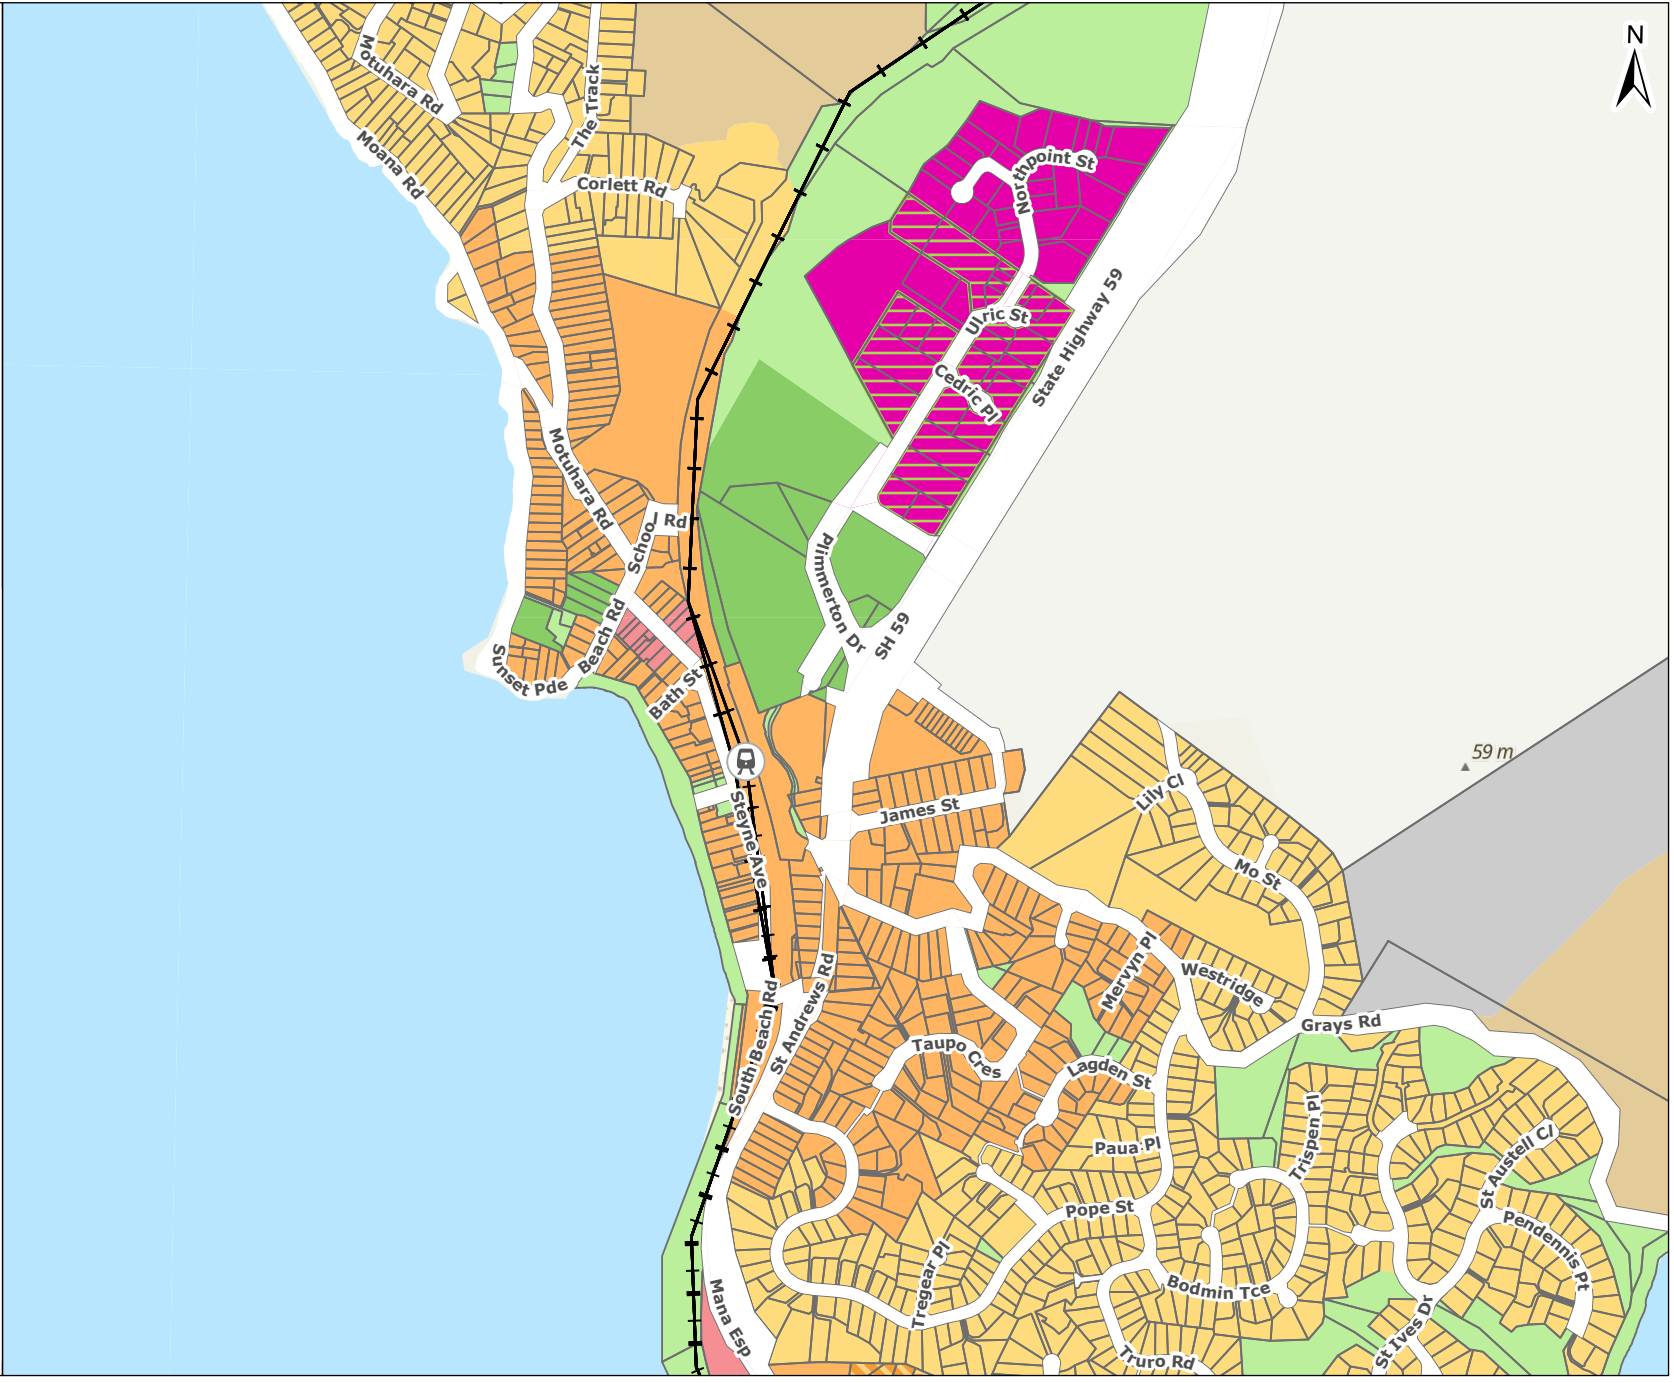 N
Motuhara Rd
The Track
Moana Rd
Corlett Rd
Northpoint St
State Highway 59
Ulric St
Cedric Pl
Motuhara Rd
School Rd
Plimmerton Dr
SH 59
Beach Rd
Sunset Pde
Bath St
59 m
Lily Cl
James St
Steyne Ave
Mo St
Mervyn Pl
Westridge
St Andrews Rd
South Beach Rd
Grays Rd
Taupo Cres
Lagden St
Trispen Pl
Paua Pl
St Austell Cl
Pope St
Pendennis Pt
Tregear Pl
Bodmin Tce
Mana Esp
St Ives Dr
Truro Rd